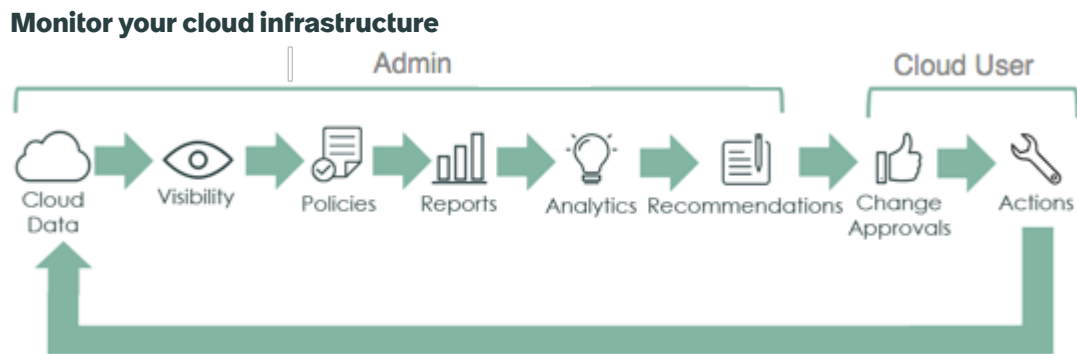 Monitor your cloud infrastructure
Admin
Cloud User
Cloud
Data
Visibility
Policies
Reports
Analytics
Recommendations
Change
Approvals
Actions